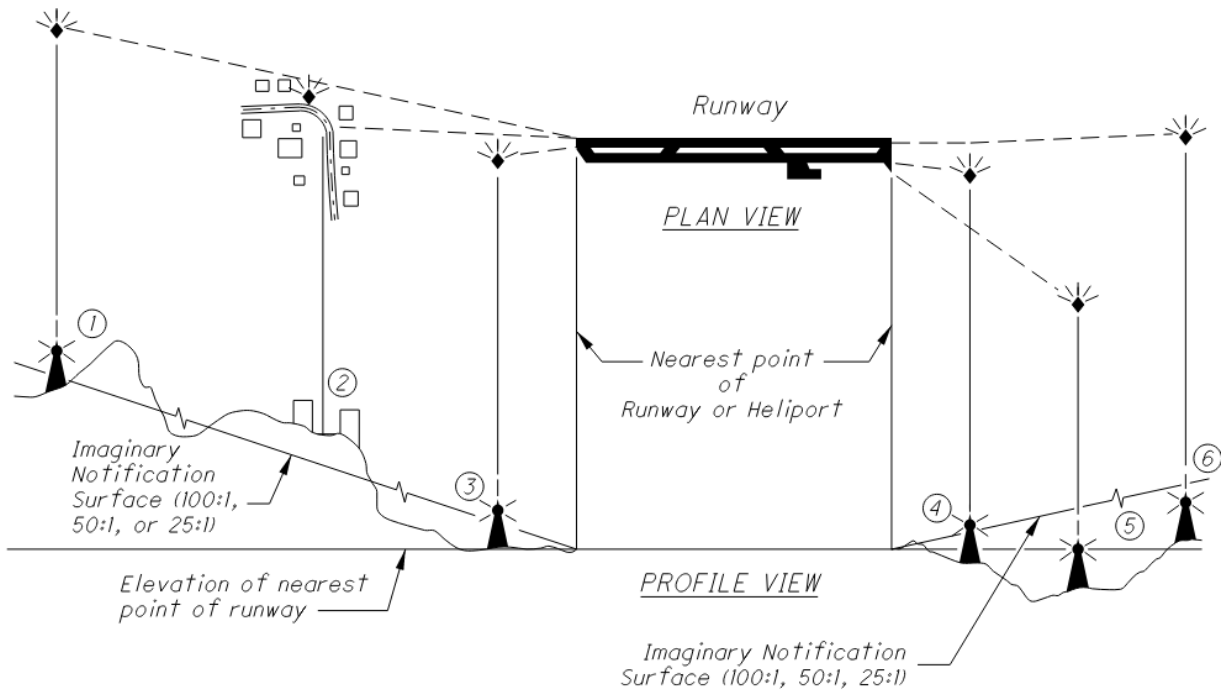 Runway
PLAN VIEW
1
Nearest point
of
Runway or Heliport
2
Imaginary
Notification
Surface (100:1,
50:1, or 25:1)
3
4
5
6
Elevation of nearest
point of runway
PROFILE VIEW
Imaginary Notification
Surface (100:1, 50:1, 25:1)